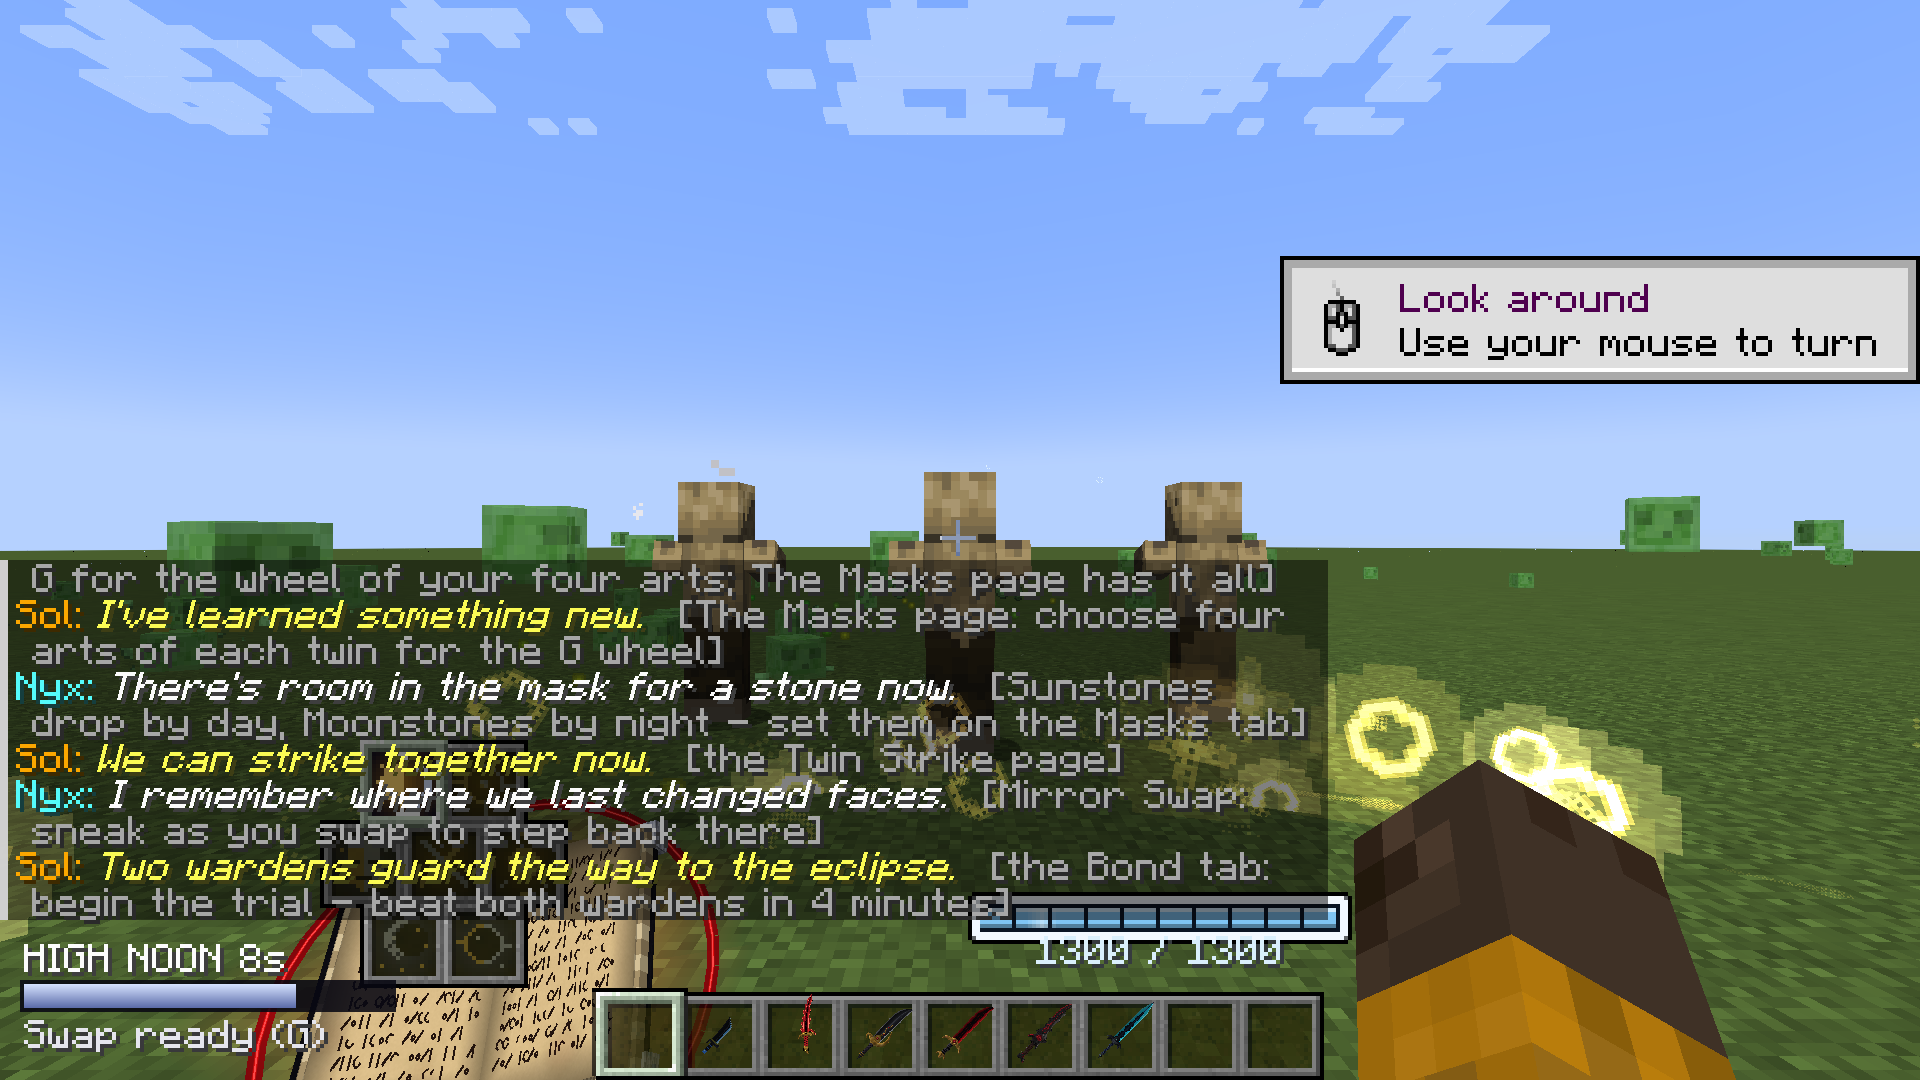 Look around
Use your mouse to turn
G for the wheel of your four arts; The Masks page has it all]
Sol: I've learned something new. [The Masks page: choose four
arts of each twin for the G wheel]
Nyx: There's room in the mask for a stone now. [Sunstones
drop by day, Moonstones by night — set them on the Masks tab]
Sol: We can strike together now. [the Twin Strike page]
Nyx: I remember where we last changed faces. [Mirror Swap:
sneak as you swap to step back there]
Sol: Two wardens guard the way to the eclipse. [the Bond tab:
begin the trial — beat both wardens in 4 minutes]
HIGH NOON 8s
1300 / 1300
Swap ready (G)